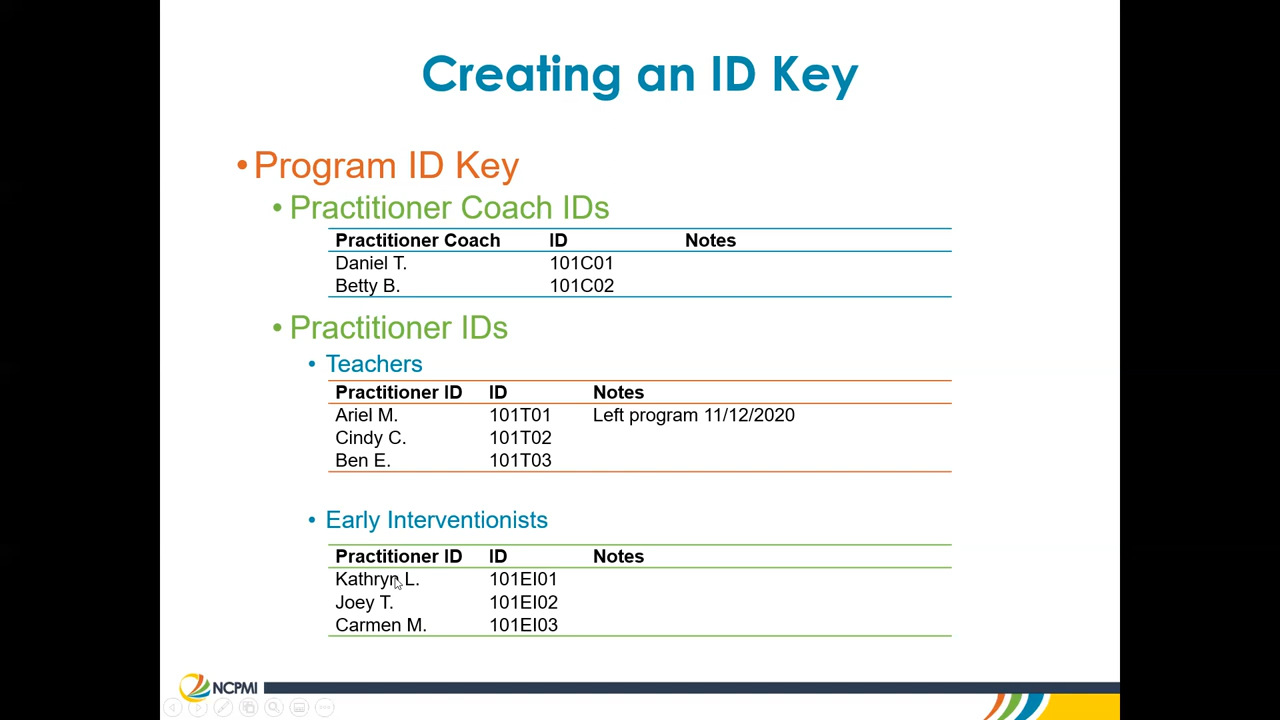 Creating an ID Key
•Program ID Key
• Practitioner Coach IDs
Practitioner Coach ID Notes
Daniel T. 101C01
Betty B. 101C02
• Practitioner IDs
• Teachers
Practitioner ID ID Notes
Ariel M. 101T01 Left program 11/12/2020
Cindy C. 101T02
Ben E. 101T03
• Early Interventionists
Practitioner ID ID Notes
Kathryn L. 101EI01
Joey T. 101EI02
Carmen M. 101EI03
NCPMI